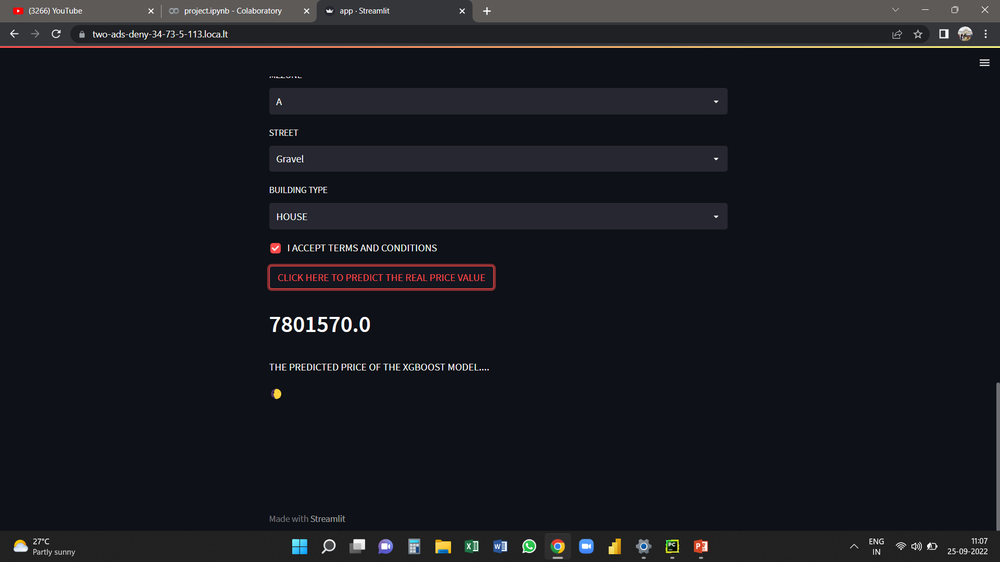 (3266) YouTube
project.ipynb - Colaboratory
app · Streamlit
two-ads-deny-34-73-5-113.loca.lt
MZZONE
A
STREET
Gravel
BUILDING TYPE
HOUSE
I ACCEPT TERMS AND CONDITIONS
CLICK HERE TO PREDICT THE REAL PRICE VALUE
7801570.0
THE PREDICTED PRICE OF THE XGBOOST MODEL....
Made with Streamlit
27°C
Partly sunny
PC
ENG
IN
11:07
25-09-2022